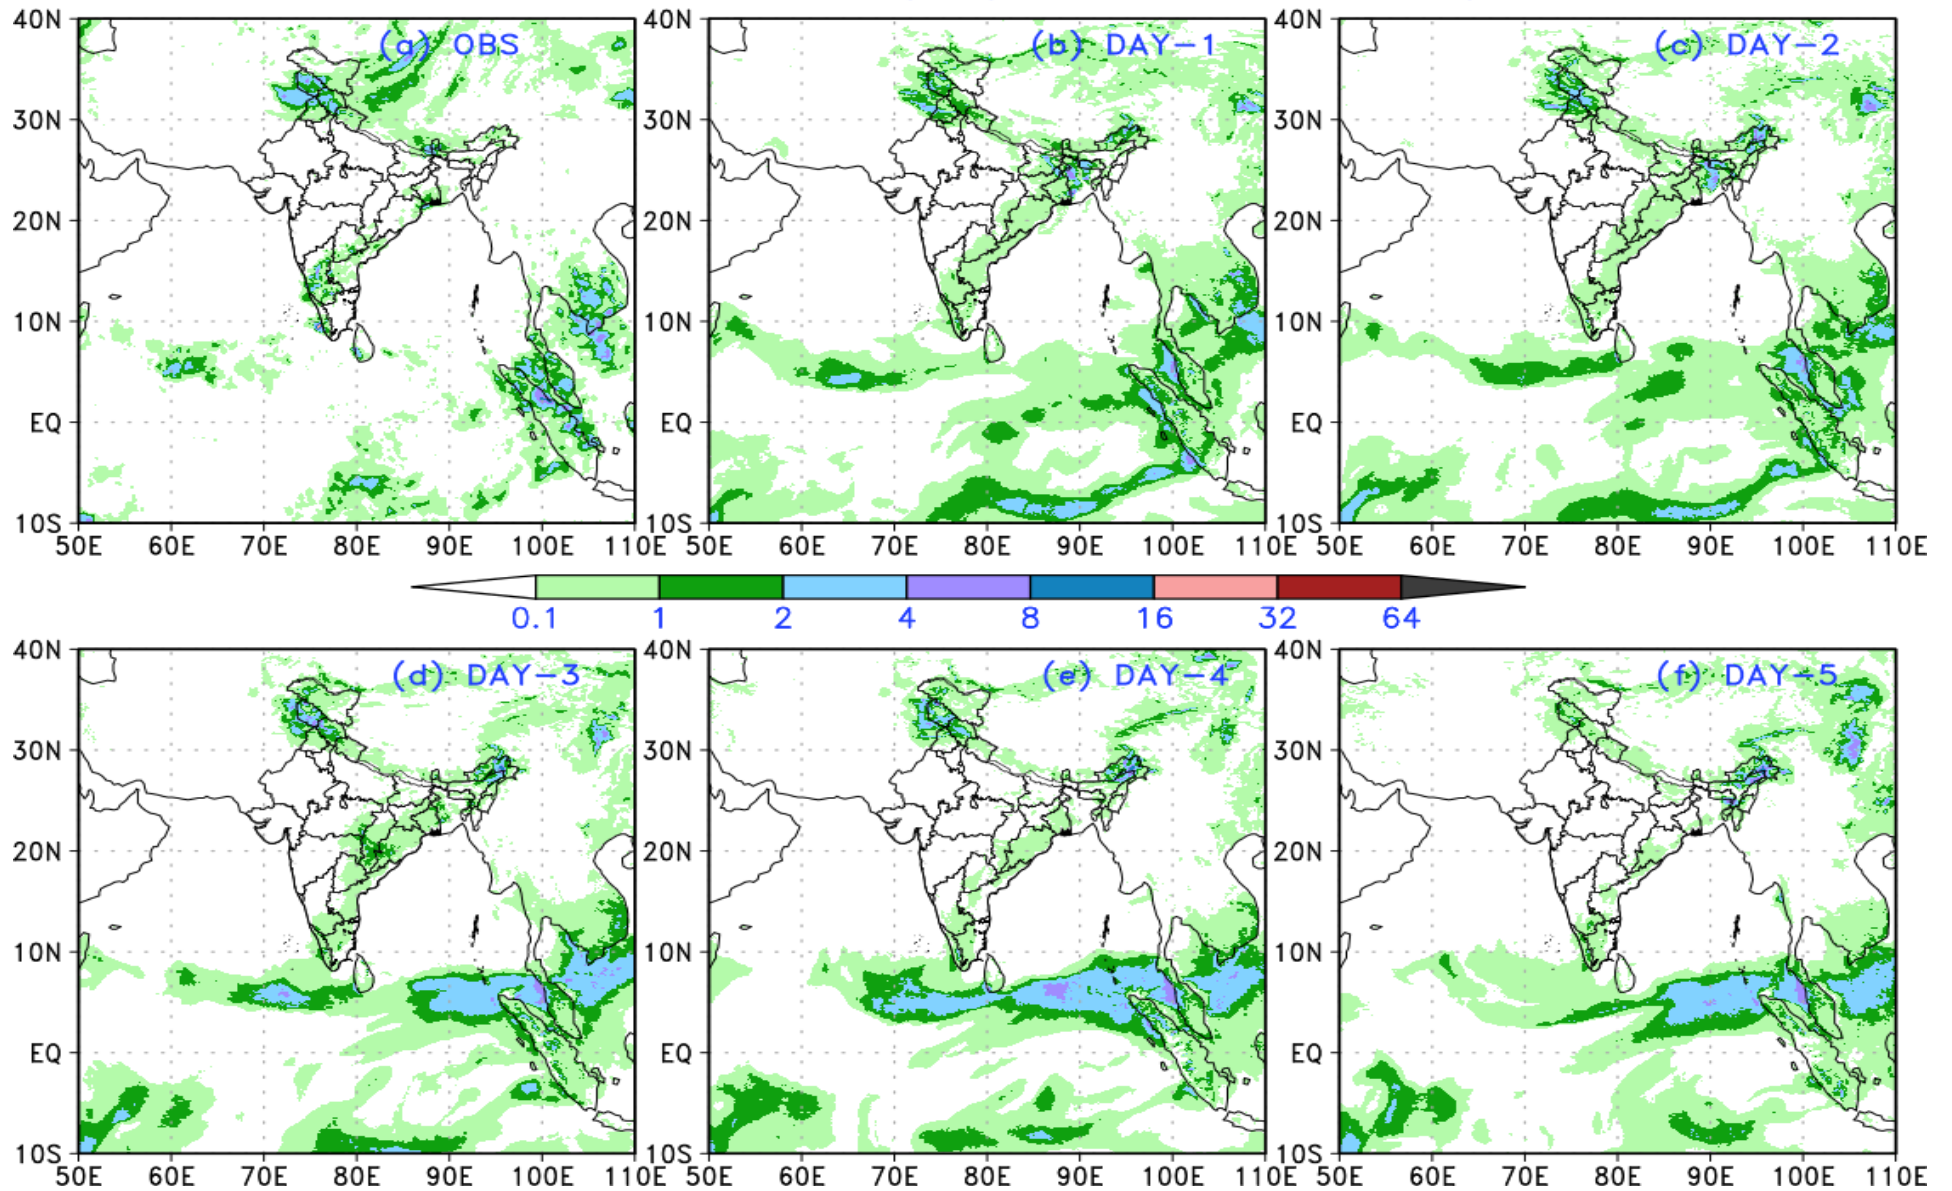 40N (a) OBS 40N (b) DAY-1 40N (c) DAY-2
30N 30N 30N
20N 20N 20N
10N 10N 10N
EQ EQ EQ
10S 10S 10S
50E 60E 70E 80E 90E 100E 110E 50E 60E 70E 80E 90E 100E 110E 50E 60E 70E 80E 90E 100E 110E
0.1 1 2 4 8 16 32 64
40N (d) DAY-3 40N (e) DAY-4 40N (f) DAY-5
30N 30N 30N
20N 20N 20N
10N 10N 10N
EQ EQ EQ
10S 10S 10S
50E 60E 70E 80E 90E 100E 110E 50E 60E 70E 80E 90E 100E 110E 50E 60E 70E 80E 90E 100E 110E